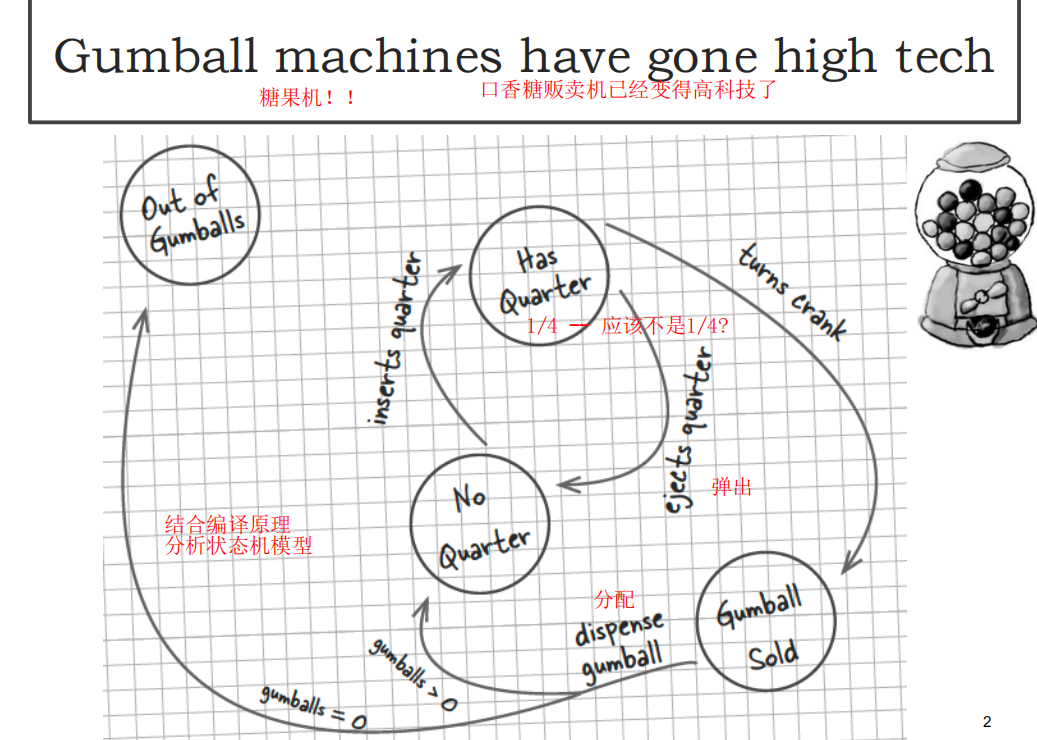 Gumball machines have gone high tech
糖果机！！
口香糖贩卖机已经变得高科技了
Out of
Gumballs
Has
Quarter
1/4 -- 应该不是1/4?
turns crank
inserts quarter
ejects quarter
弹出
No
Quarter
结合编译原理
分析状态机模型
分配
dispense
gumball
Gumball
Sold
gumballs > 0
gumballs = 0
2